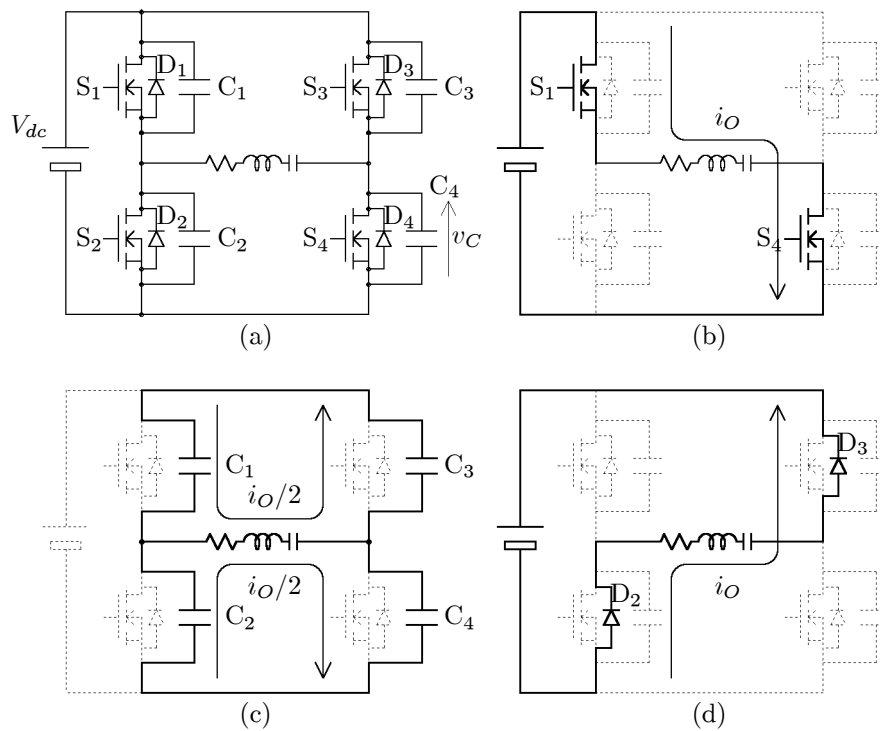 S1 D1 C1 S3 D3 C3
Vdc
S2 D2 C2 S4 D4 C4 vC
(a)
S1
iO
S4
(b)
C1 C3
iO/2
iO/2
C2 C4
(c)
D3
D2 iO
(d)